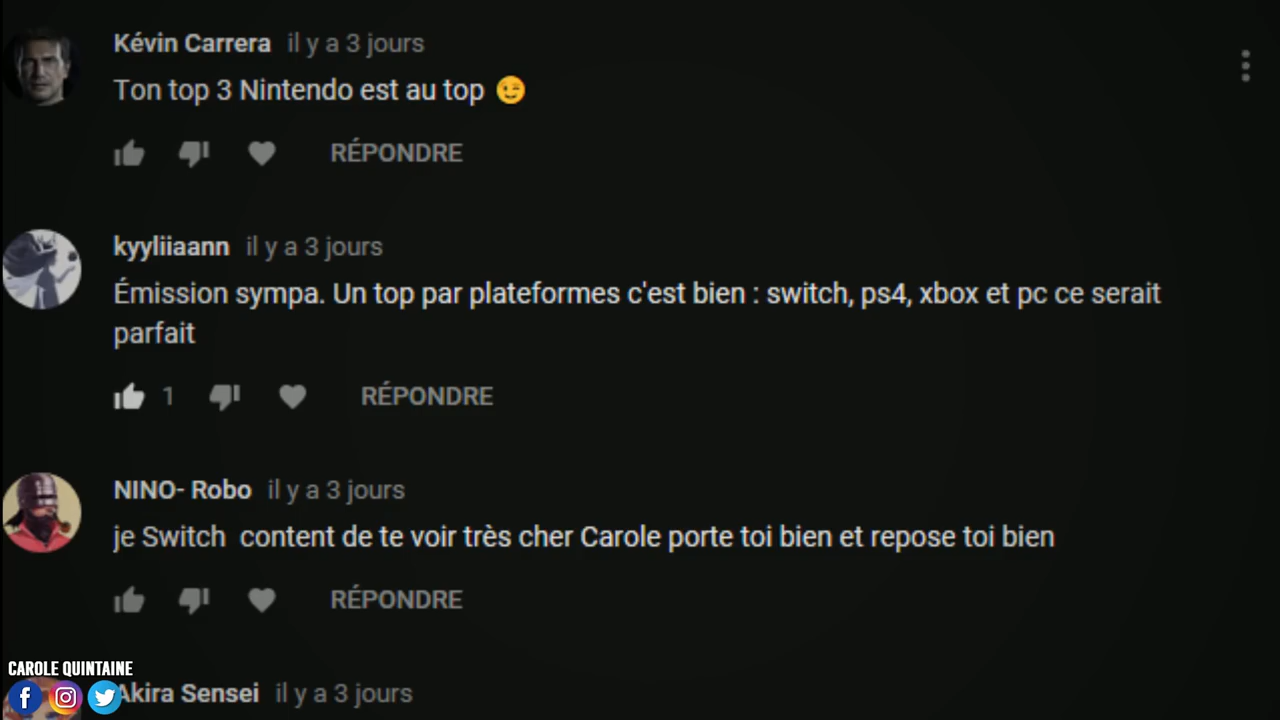 Kévin Carrera il y a 3 jours
Ton top 3 Nintendo est au top 😉
RÉPONDRE
kyyliiaann il y a 3 jours
Émission sympa. Un top par plateformes c'est bien : switch, ps4, xbox et pc ce serait
parfait
1 RÉPONDRE
NINO- Robo il y a 3 jours
je Switch  content de te voir très cher Carole porte toi bien et repose toi bien
RÉPONDRE
CAROLE QUINTAINE
Akira Sensei il y a 3 jours